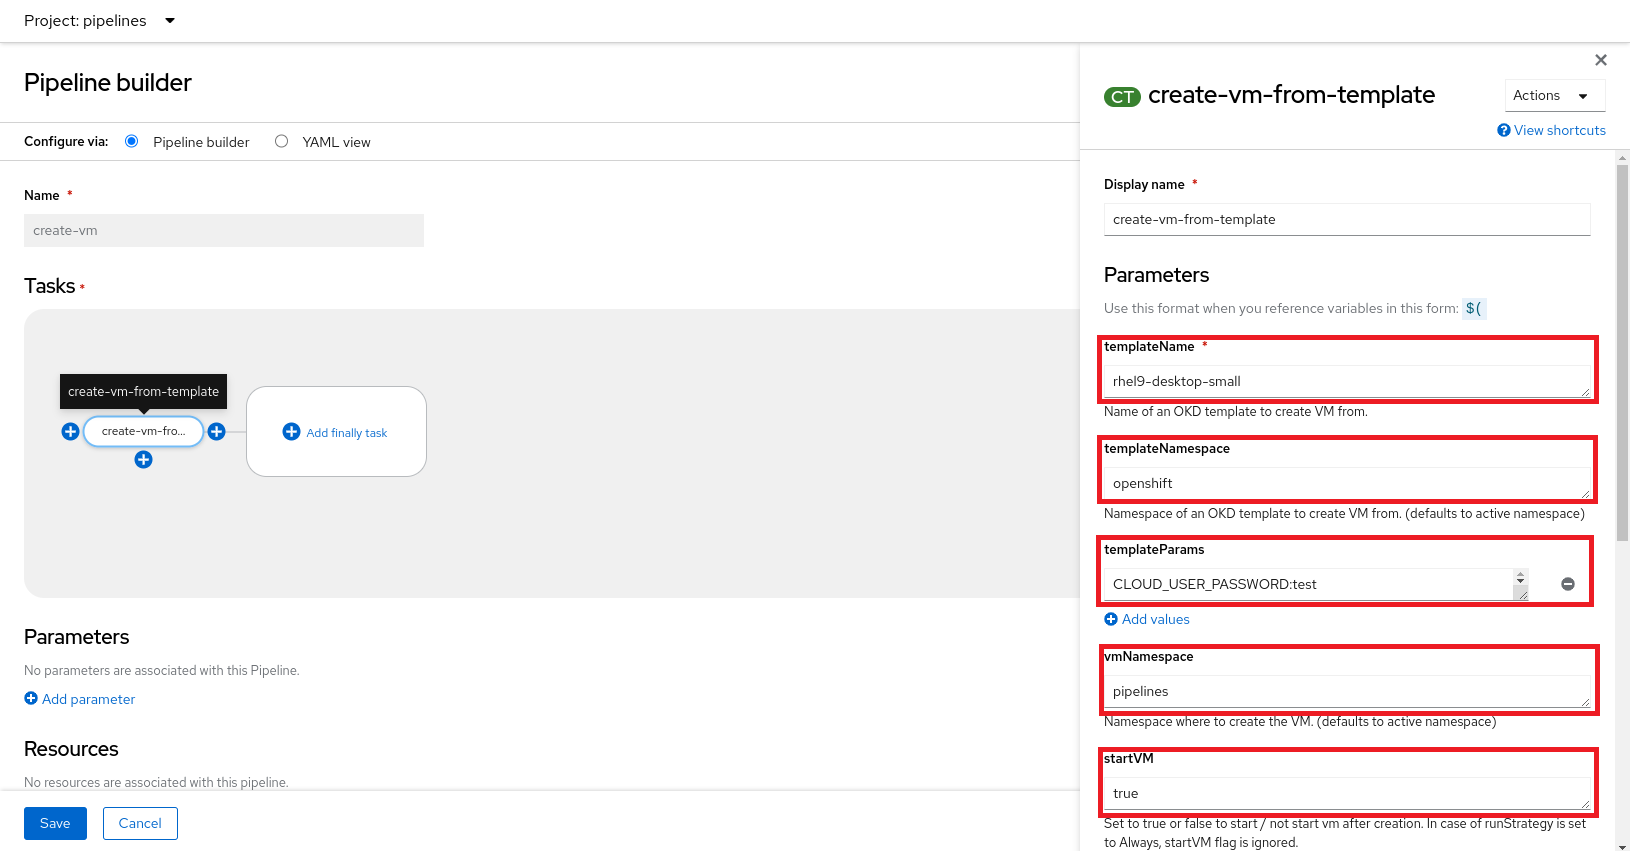 Project: pipelines
Pipeline builder
Configure via: Pipeline builder YAML view
Name *
create-vm
Tasks *
create-vm-from-template
create-vm-fro...
Add finally task
Parameters
No parameters are associated with this Pipeline.
Add parameter
Resources
No resources are associated with this pipeline.
Save Cancel
CT create-vm-from-template
Actions
View shortcuts
Display name *
create-vm-from-template
Parameters
Use this format when you reference variables in this form: $(
templateName *
rhel9-desktop-small
Name of an OKD template to create VM from.
templateNamespace
openshift
Namespace of an OKD template to create VM from. (defaults to active namespace)
templateParams
CLOUD_USER_PASSWORD:test
Add values
vmNamespace
pipelines
Namespace where to create the VM. (defaults to active namespace)
startVM
true
Set to true or false to start / not start vm after creation. In case of runStrategy is set
to Always, startVM flag is ignored.